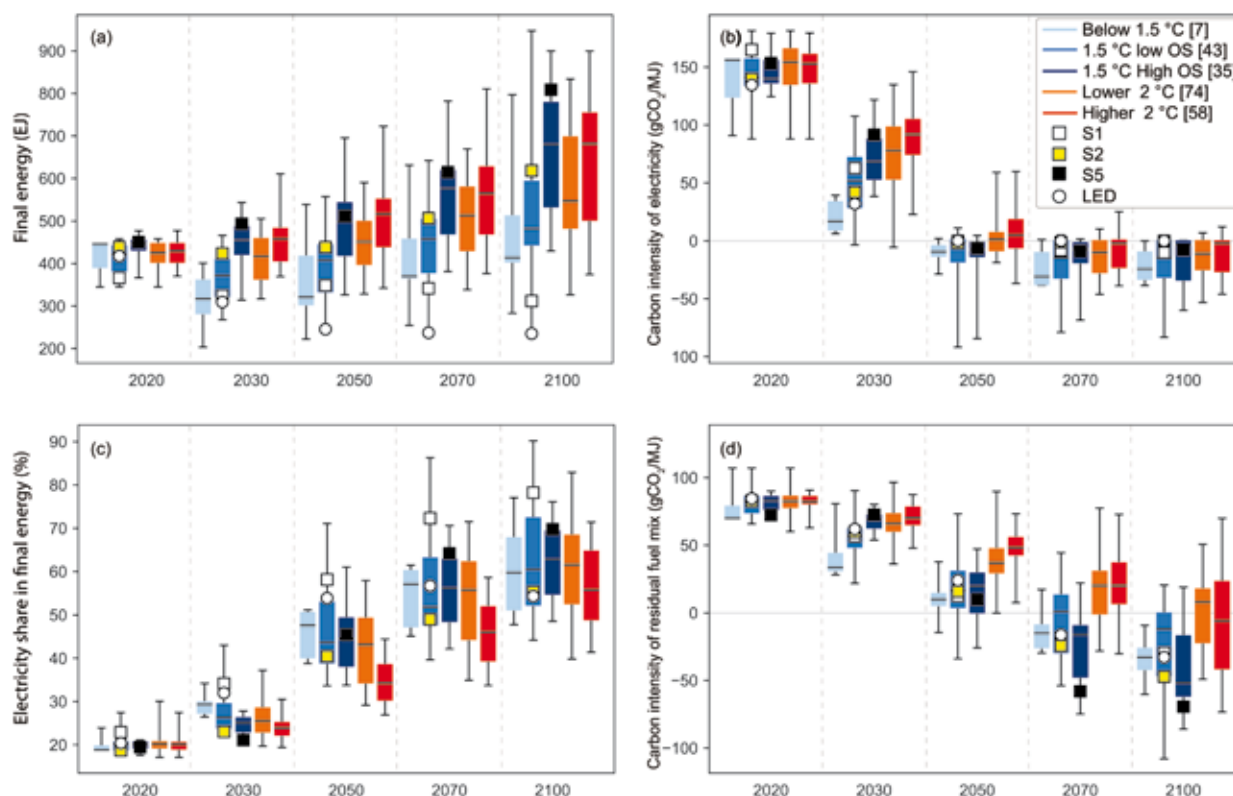 (a)
Final energy (EJ)
900
800
700
600
500
400
300
200
2020 2030 2050 2070 2100
(b)
Carbon intensity of electricity (gCO₂/MJ)
150
100
50
0
−50
100
2020 2030 2050 2070 2100
Below 1.5 °C [7]
1.5 °C low OS [43]
1.5 °C High OS [35]
Lower 2 °C [74]
Higher 2 °C [58]
S1
S2
S5
LED
(c)
Electricity share in final energy (%)
90
80
70
60
50
40
30
20
2020 2030 2050 2070 2100
(d)
Carbon intensity of residual fuel mix (gCO₂/MJ)
100
50
0
−50
−100
2020 2030 2050 2070 2100